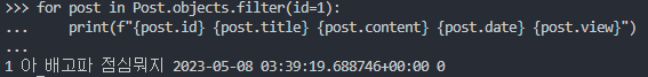 >>> for post in Post.objects.filter(id=1):
...     print(f"{post.id} {post.title} {post.content} {post.date} {post.view}")
...
1 아 배고파 점심뭐지 2023-05-08 03:39:19.688746+00:00 0